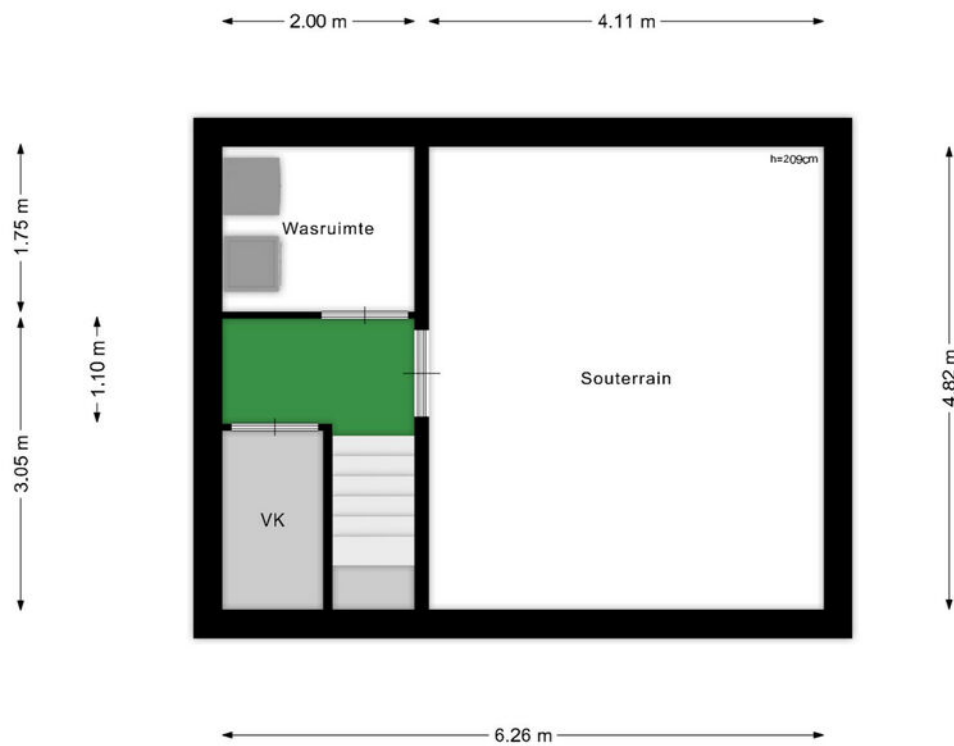 2.00 m
4.11 m
h=209cm
1.75 m
Wasruimte
1.10 m
Souterrain
4.82 m
3.05 m
VK
6.26 m